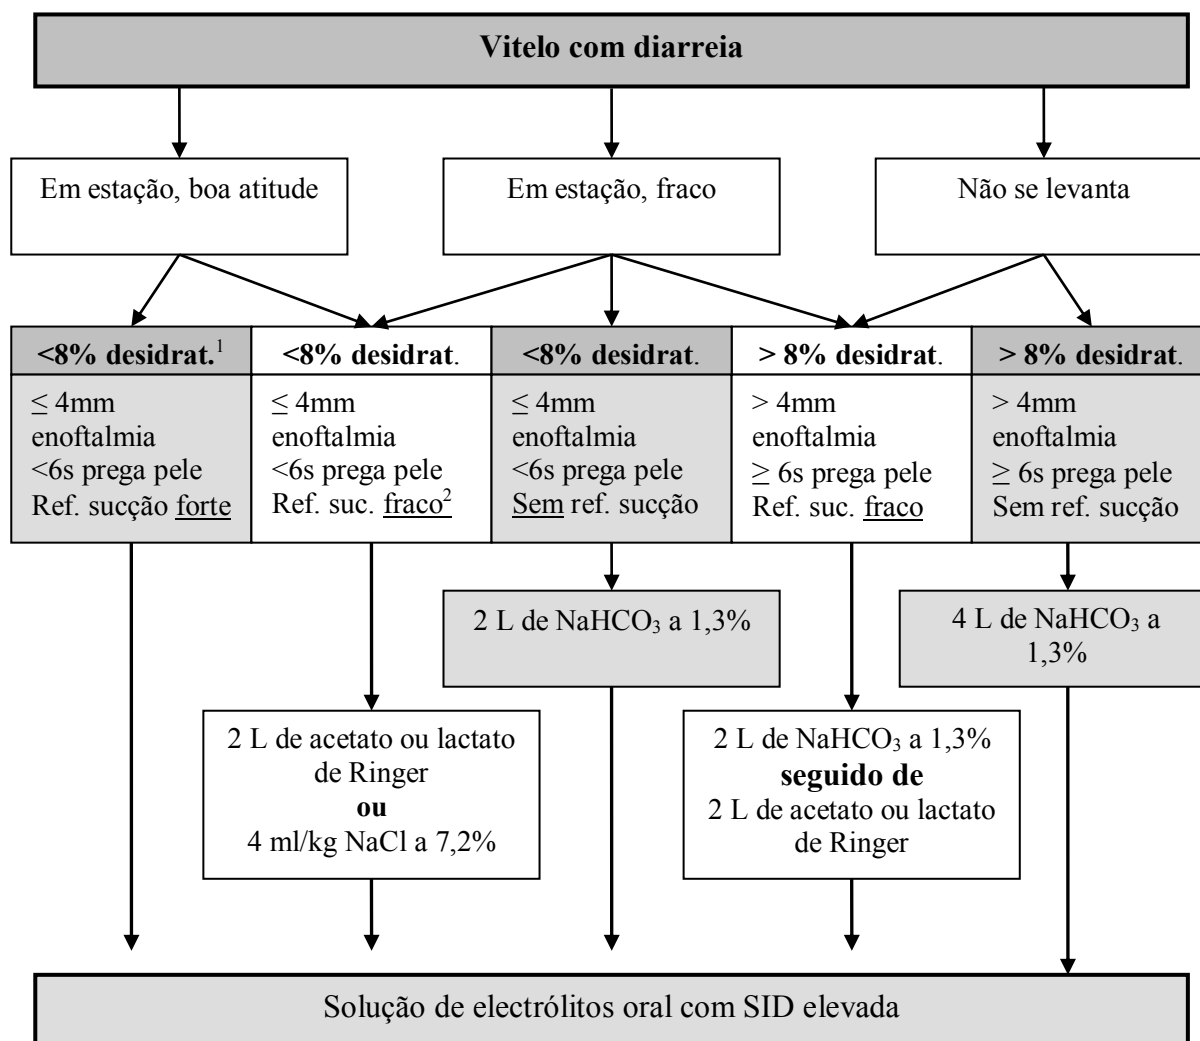 Vitelo com diarreia
Em estação, boa atitude
Em estação, fraco
Não se levanta
<8% desidrat.¹
≤ 4mm
enoftalmia
<6s prega pele
Ref. sucção forte
<8% desidrat.
≤ 4mm
enoftalmia
<6s prega pele
Ref. suc. fraco²
<8% desidrat.
≤ 4mm
enoftalmia
<6s prega pele
Sem ref. sucção
> 8% desidrat.
> 4mm
enoftalmia
≥ 6s prega pele
Ref. suc. fraco
> 8% desidrat.
> 4mm
enoftalmia
≥ 6s prega pele
Sem ref. sucção
2 L de NaHCO₃ a 1,3%
4 L de NaHCO₃ a
1,3%
2 L de acetato ou lactato
de Ringer
ou
4 ml/kg NaCl a 7,2%
2 L de NaHCO₃ a 1,3%
seguido de
2 L de acetato ou lactato
de Ringer
Solução de electrólitos oral com SID elevada